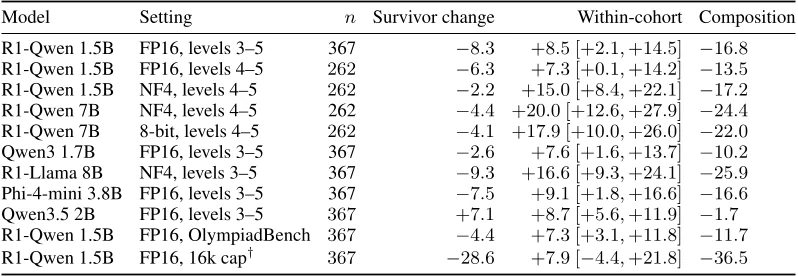 Model Setting n Survivor change Within-cohort Composition
R1-Qwen 1.5B FP16, levels 3–5 367 −8.3 +8.5 [+2.1, +14.5] −16.8
R1-Qwen 1.5B FP16, levels 4–5 262 −6.3 +7.3 [+0.1, +14.2] −13.5
R1-Qwen 1.5B NF4, levels 4–5 262 −2.2 +15.0 [+8.4, +22.1] −17.2
R1-Qwen 7B NF4, levels 4–5 262 −4.4 +20.0 [+12.6, +27.9] −24.4
R1-Qwen 7B 8-bit, levels 4–5 262 −4.1 +17.9 [+10.0, +26.0] −22.0
Qwen3 1.7B FP16, levels 3–5 367 −2.6 +7.6 [+1.6, +13.7] −10.2
R1-Llama 8B NF4, levels 3–5 367 −9.3 +16.6 [+9.3, +24.1] −25.9
Phi-4-mini 3.8B FP16, levels 3–5 367 −7.5 +9.1 [+1.8, +16.6] −16.6
Qwen3.5 2B FP16, levels 3–5 367 +7.1 +8.7 [+5.6, +11.9] −1.7
R1-Qwen 1.5B FP16, OlympiadBench 367 −4.4 +7.3 [+3.1, +11.8] −11.7
R1-Qwen 1.5B FP16, 16k cap† 367 −28.6 +7.9 [−4.4, +21.8] −36.5